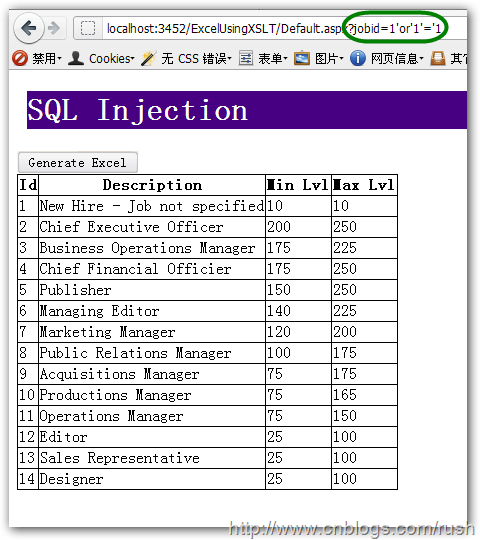 localhost:3452/ExcelUsingXSLT/Default.aspx?jobid=1'or'1'='1
禁用 Cookies 无 CSS 错误 表单 图片 网页信息 其
SQL Injection
Generate Excel
Id Description Min Lvl Max Lvl
1 New Hire - Job not specified 10 10
2 Chief Executive Officer 200 250
3 Business Operations Manager 175 225
4 Chief Financial Officier 175 250
5 Publisher 150 250
6 Managing Editor 140 225
7 Marketing Manager 120 200
8 Public Relations Manager 100 175
9 Acquisitions Manager 75 175
10 Productions Manager 75 165
11 Operations Manager 75 150
12 Editor 25 100
13 Sales Representative 25 100
14 Designer 25 100
http://www.cnblogs.com/rush